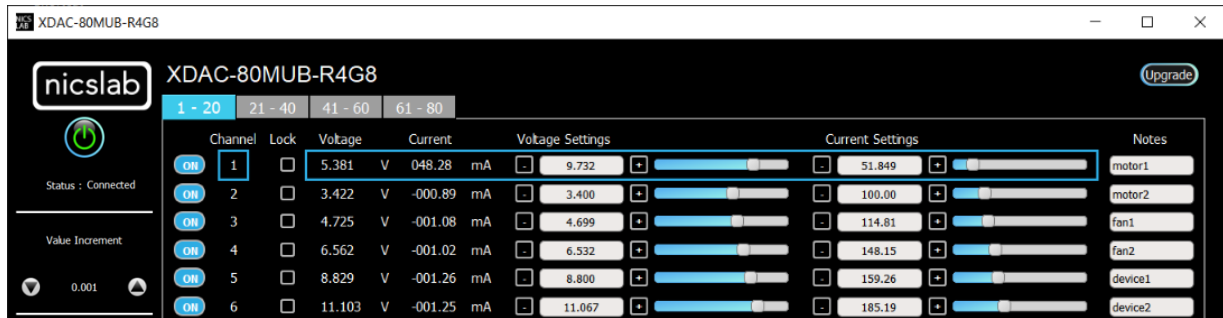 NICS LAB XDAC-80MUB-R4G8
nicslab XDAC-80MUB-R4G8 Upgrade
1 - 20 21 - 40 41 - 60 61 - 80
Channel Lock Voltage Current Voltage Settings Current Settings Notes
ON 1 5.381 V 048.28 mA - 9.732 + - 51.849 + motor1
Status : Connected
ON 2 3.422 V -000.89 mA - 3.400 + - 100.00 + motor2
ON 3 4.725 V -001.08 mA - 4.699 + - 114.81 + fan1
Value Increment
ON 4 6.562 V -001.02 mA - 6.532 + - 148.15 + fan2
ON 5 8.829 V -001.26 mA - 8.800 + - 159.26 + device1
0.001
ON 6 11.103 V -001.25 mA - 11.067 + - 185.19 + device2